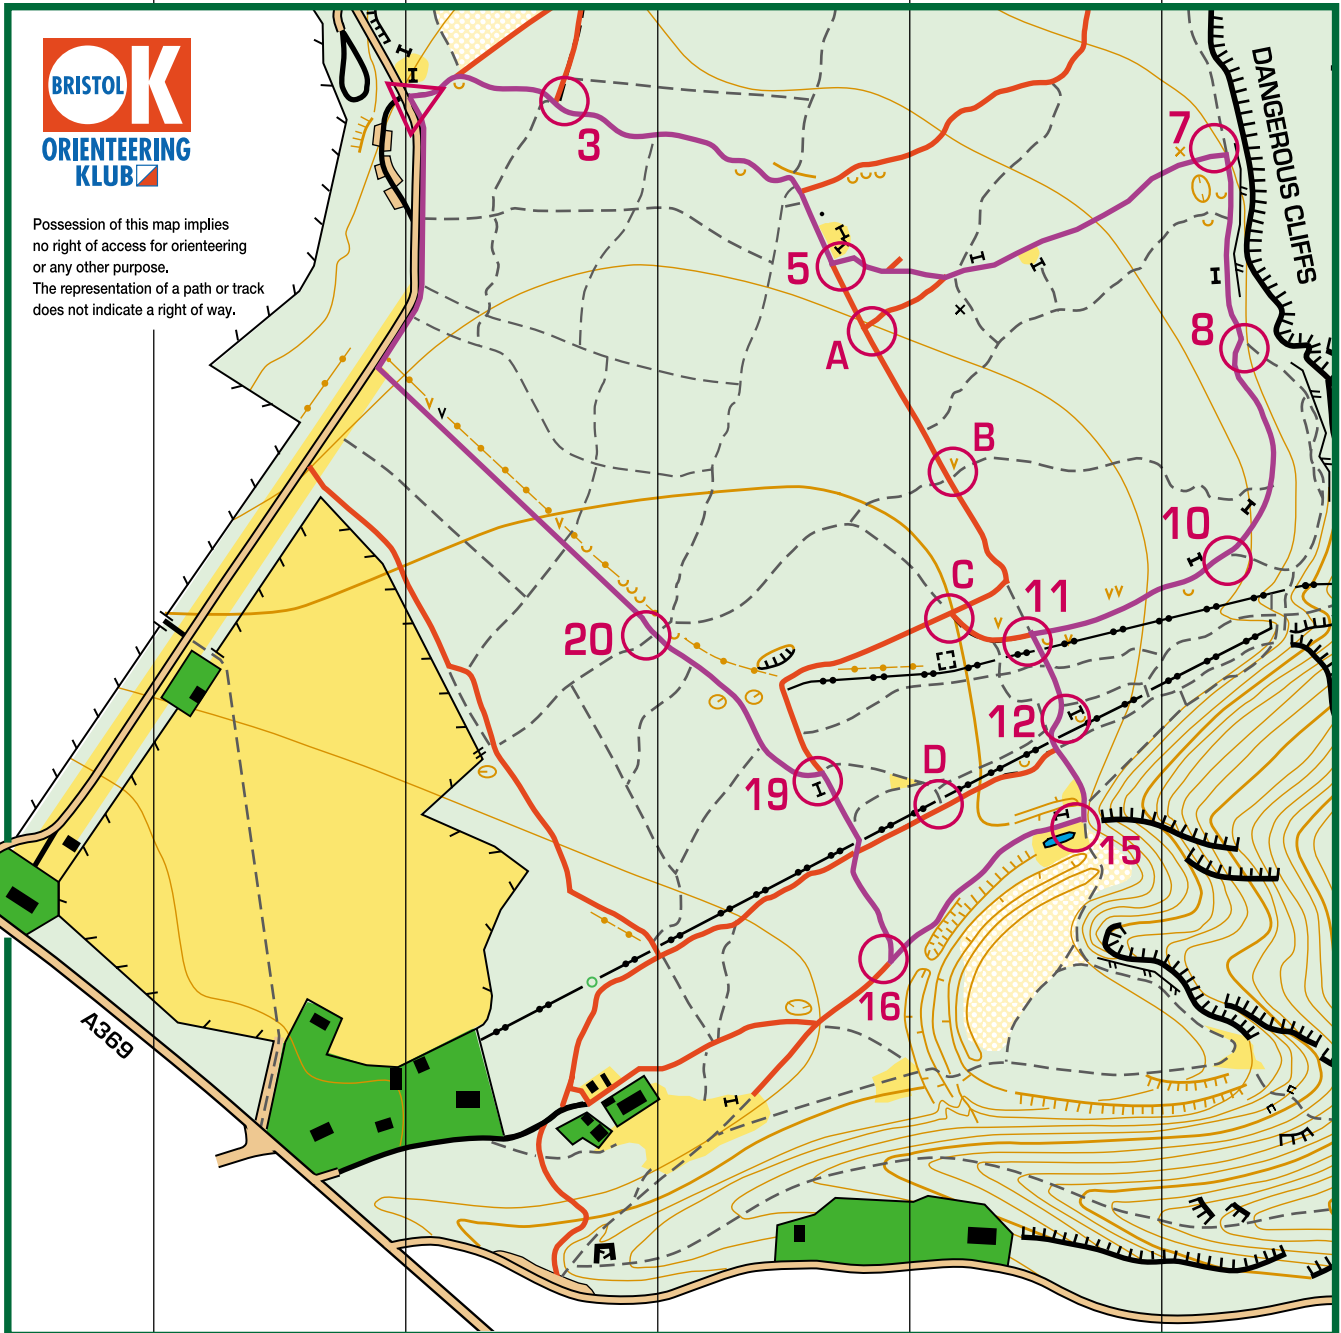 BRISTOL
OK
ORIENTEERING
KLUB
Possession of this map implies
no right of access for orienteering
or any other purpose.
The representation of a path or track
does not indicate a right of way.
DANGEROUS CLIFFS
3
7
5
A
8
B
10
C
11
20
12
D
19
15
16
A369